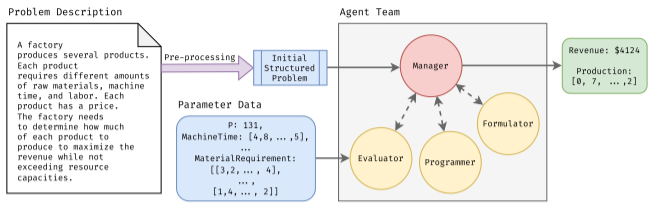 Problem Description
A factory
produces several products.
Each product
requires different amounts
of raw materials, machine
time, and labor. Each
product has a price.
The factory needs
to determine how much
of each product to
produce to maximize the
revenue while not
exceeding resource
capacities.
Pre-processing
Initial
Structured
Problem
Parameter Data
P: 131,
MachineTime: [4,8, ...,5],
...
MaterialRequirement:
[[3,2, ..., 4],
...,
[1,4, ..., 2]]
Agent Team
Manager
Evaluator
Programmer
Formulator
Revenue: $4124
Production:
[0, 7, ...,2]